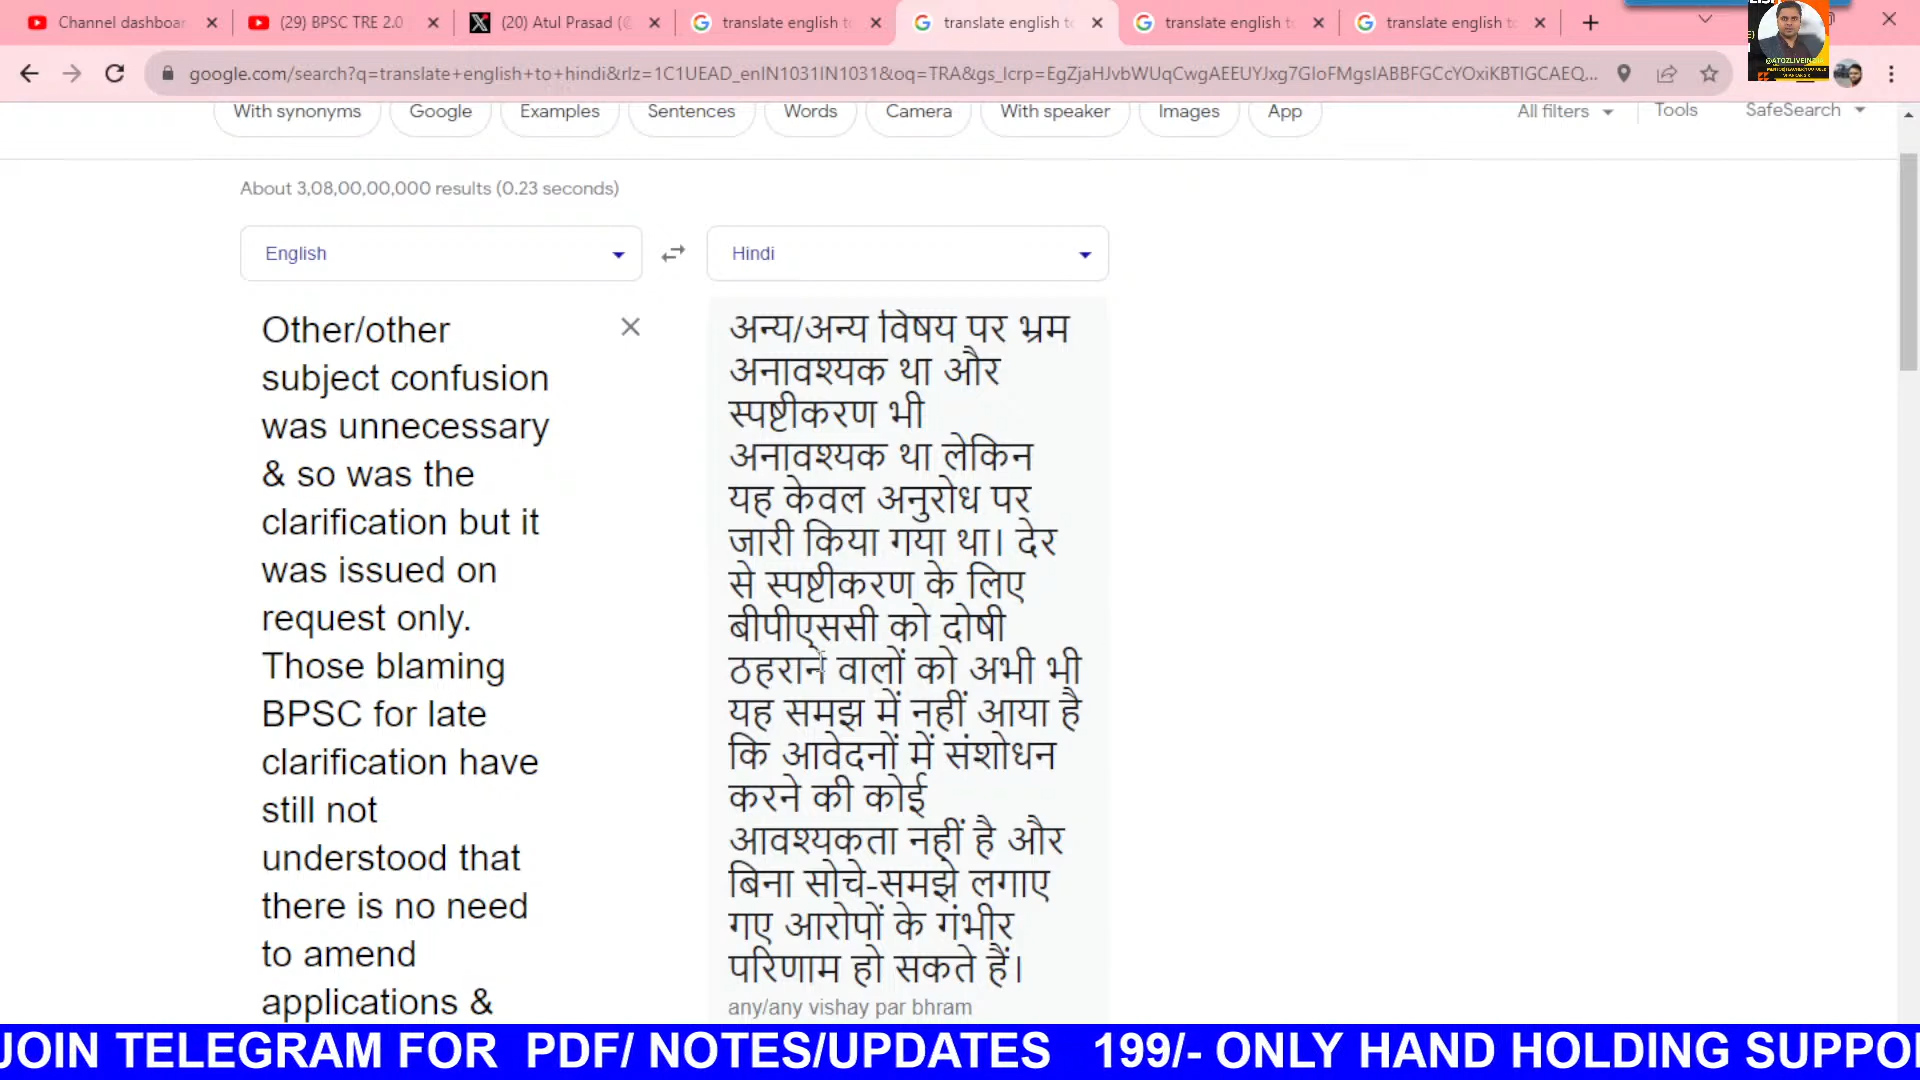 Channel dashboar
(29) BPSC TRE 2.0
(20) Atul Prasad (@
translate english to
translate english to
translate english to
translate english to
google.com/search?q=translate+english+to+hindi&rlz=1C1UEAD_enIN1031IN1031&oq=TRA&gs_lcrp=EgZjaHJvbWUqCwgAEEUYJxg7GIoFMgsIABBFGCcYOxiKBTIGCAEQ...
@ATOZLIVEINDIA
With synonyms
Google
Examples
Sentences
Words
Camera
With speaker
Images
App
All filters
Tools
SafeSearch
About 3,08,00,00,000 results (0.23 seconds)
English
Hindi
Other/other
subject confusion
was unnecessary
& so was the
clarification but it
was issued on
request only.
Those blaming
BPSC for late
clarification have
still not
understood that
there is no need
to amend
applications &
अन्य/अन्य विषय पर भ्रम
अनावश्यक था और
स्पष्टीकरण भी
अनावश्यक था लेकिन
यह केवल अनुरोध पर
जारी किया गया था। देर
से स्पष्टीकरण के लिए
बीपीएससी को दोषी
ठहराने वालों को अभी भी
यह समझ में नहीं आया है
कि आवेदनों में संशोधन
करने की कोई
आवश्यकता नहीं है और
बिना सोचे-समझे लगाए
गए आरोपों के गंभीर
परिणाम हो सकते हैं।
any/any vishay par bhram
JOIN TELEGRAM FOR PDF/ NOTES/UPDATES 199/- ONLY HAND HOLDING SUPPO